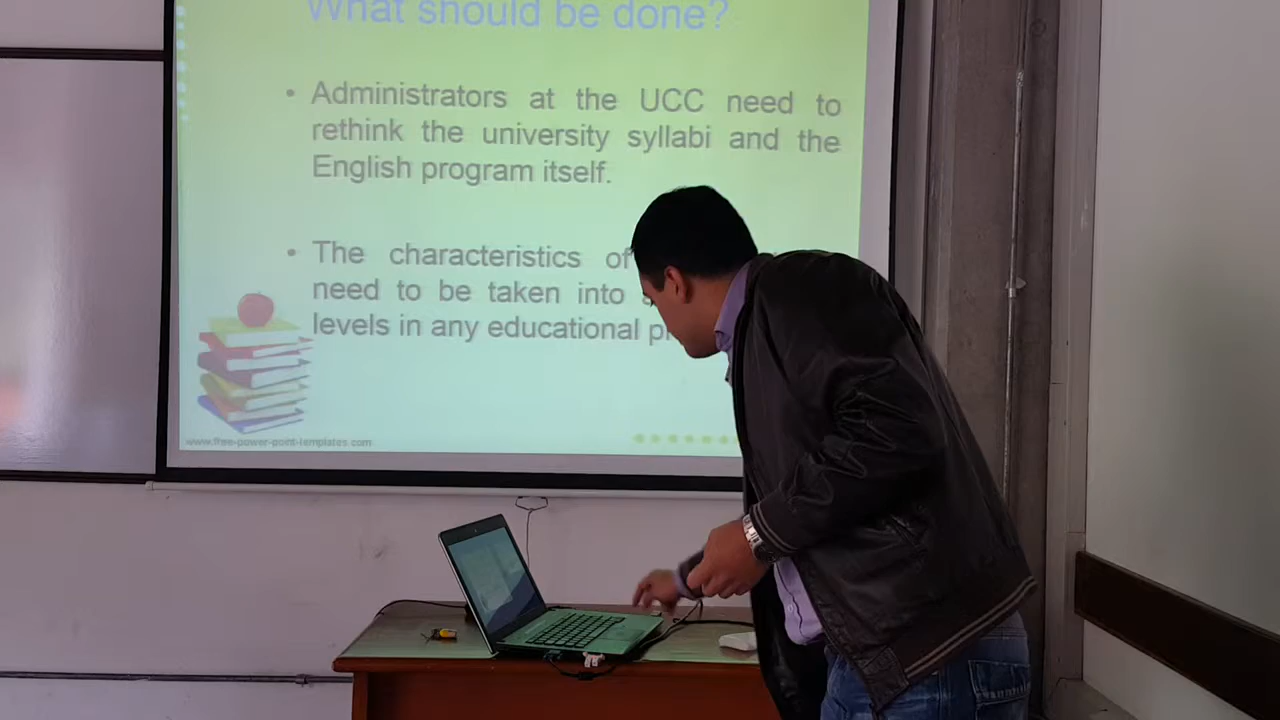 What should be done?
• Administrators at the UCC need to
rethink the university syllabi and the
English program itself.
• The characteristics of
need to be taken into
levels in any educational
www.free-power-point-templates.com